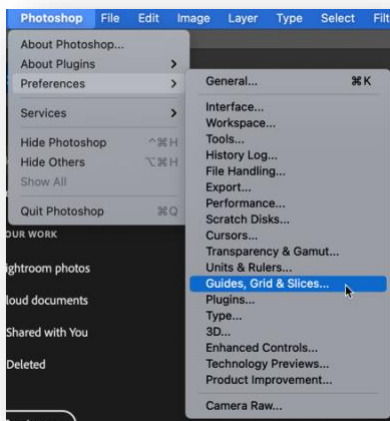 Photoshop File Edit Image Layer Type Select Filt
About Photoshop...
About Plugins >
Preferences >
Services >
Hide Photoshop ^⌘H
Hide Others ⌥⌘H
Show All
Quit Photoshop ⌘Q
General... ⌘K
Interface...
Workspace...
Tools...
History Log...
File Handling...
Export...
Performance...
Scratch Disks...
Cursors...
Transparency & Gamut...
Units & Rulers...
Guides, Grid & Slices...
Plugins...
Type...
3D...
Enhanced Controls...
Technology Previews...
Product Improvement...
Camera Raw...
OUR WORK
ightroom photos
loud documents
Shared with You
Deleted